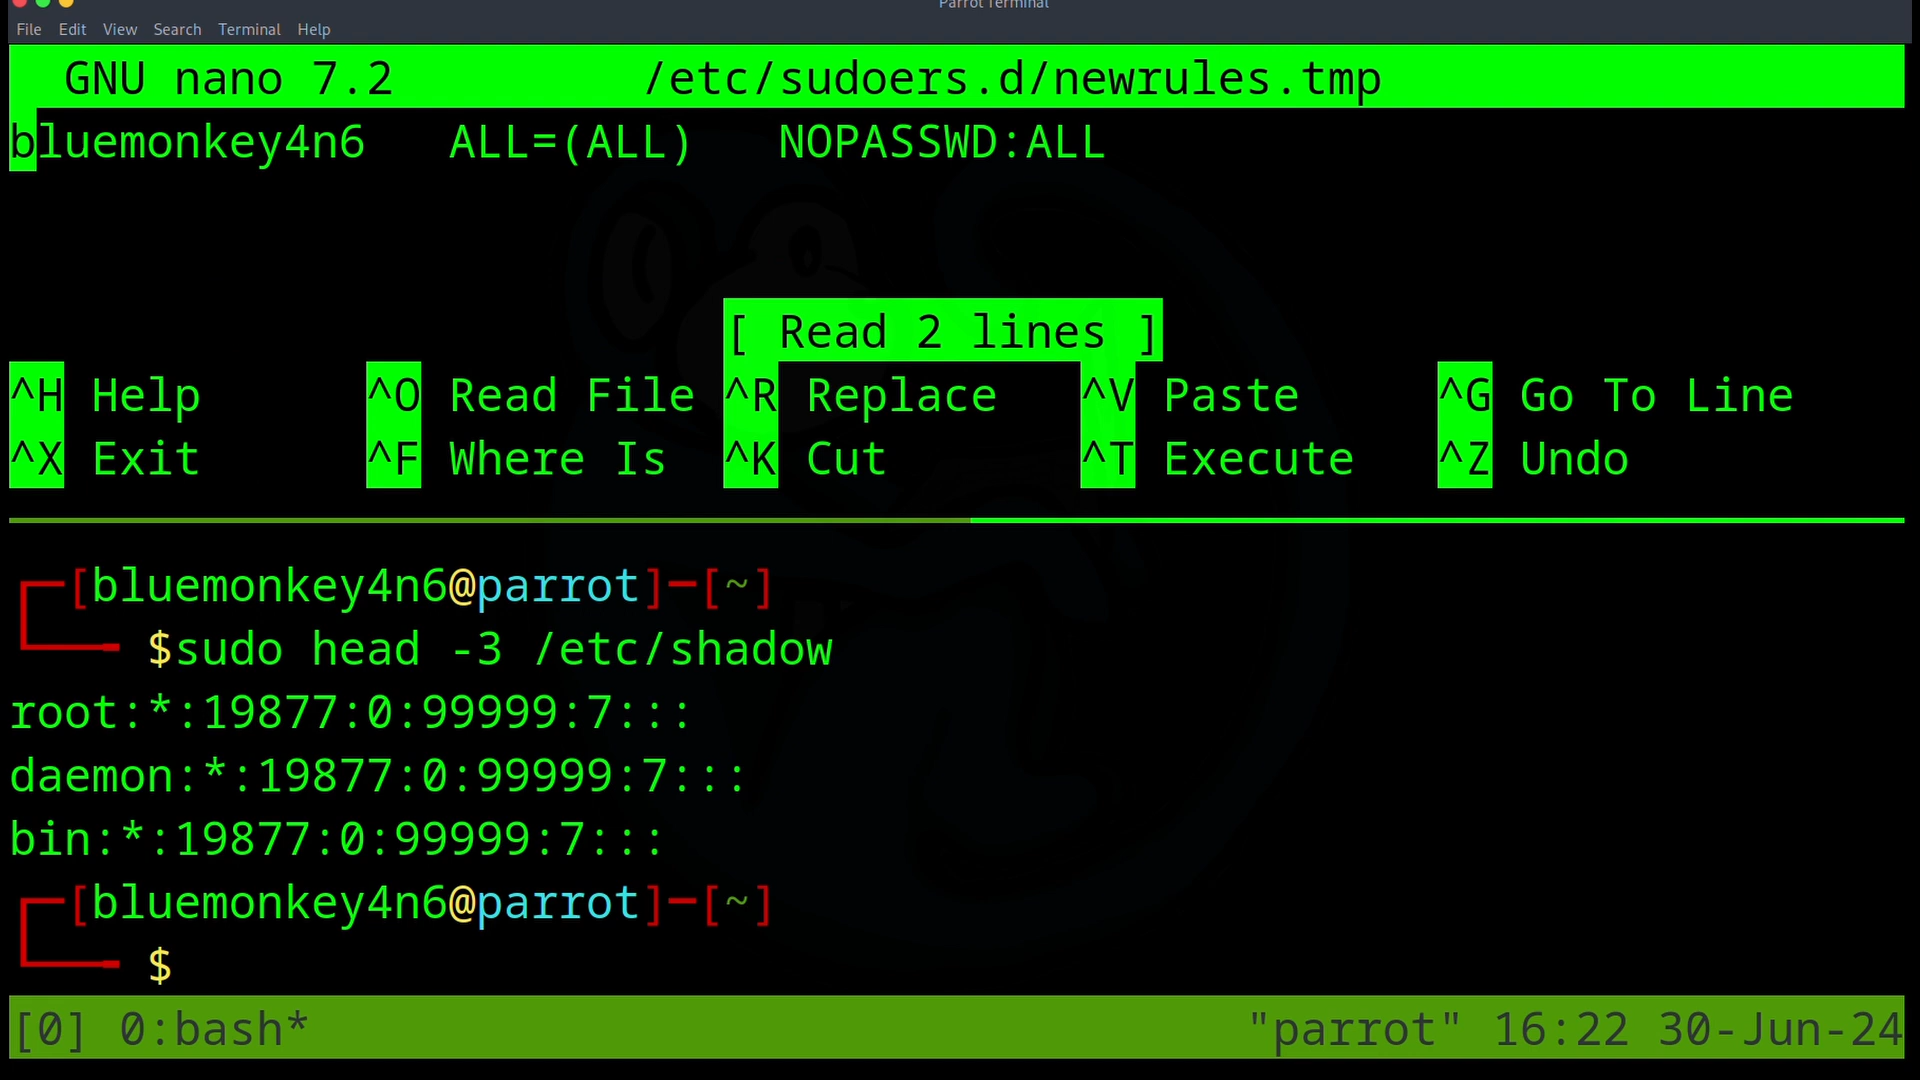 Parrot Terminal
File Edit View Search Terminal Help
GNU nano 7.2 /etc/sudoers.d/newrules.tmp
bluemonkey4n6 ALL=(ALL) NOPASSWD:ALL
[ Read 2 lines ]
^H Help ^O Read File ^R Replace ^V Paste ^G Go To Line
^X Exit ^F Where Is ^K Cut ^T Execute ^Z Undo
[bluemonkey4n6@parrot]─[~]
$sudo head -3 /etc/shadow
root:*:19877:0:99999:7:::
daemon:*:19877:0:99999:7:::
bin:*:19877:0:99999:7:::
[bluemonkey4n6@parrot]─[~]
$
[0] 0:bash* "parrot" 16:22 30-Jun-24